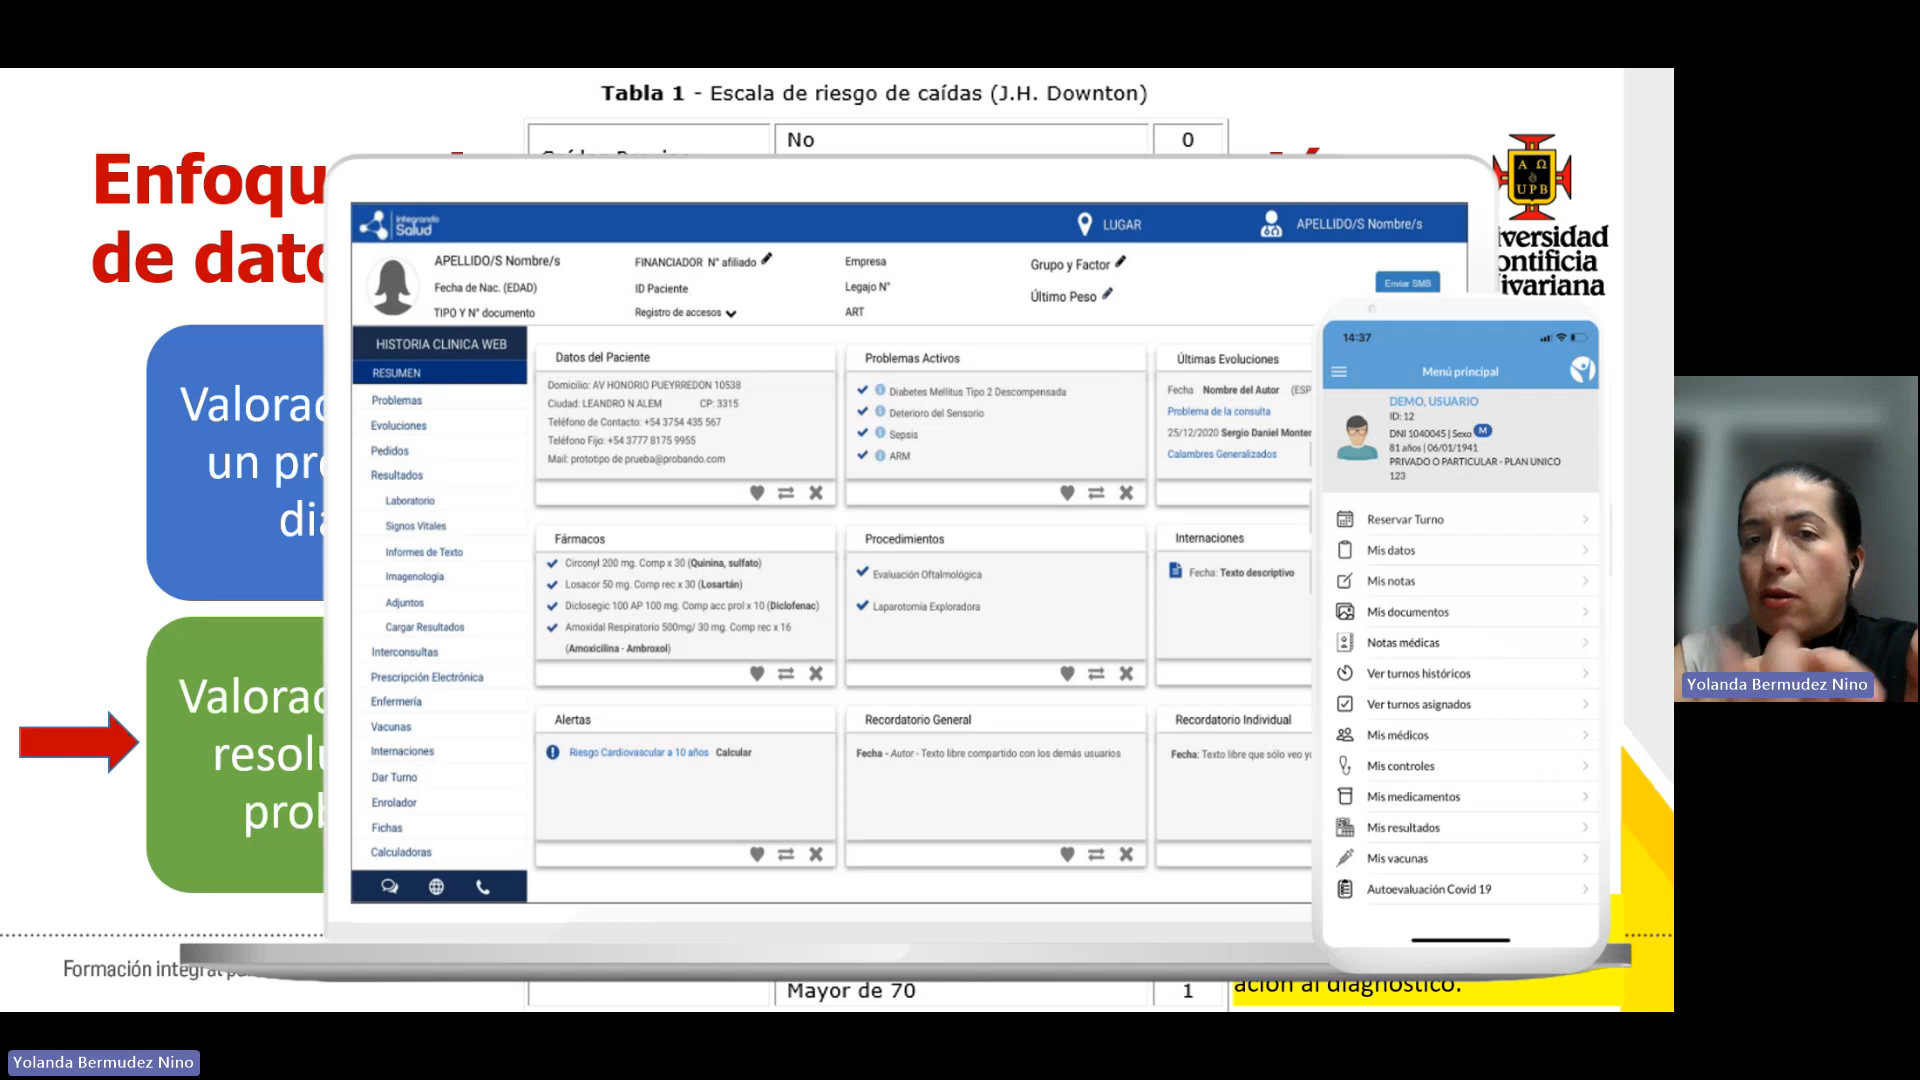 Tabla 1 - Escala de riesgo de caídas (J.H. Downton)
No 0
Enfoqu
de dato
UPB
versidad
ontificia
ivariana
Valorac
un pro
dia
Valorac
resolu
prob
Formación integral
Mayor de 70 1
ación al diagnóstico.
Integrando
Salud
LUGAR
APELLIDO/S Nombre/s
APELLIDO/S Nombre/s
Fecha de Nac. (EDAD)
TIPO Y N° documento
FINANCIADOR N° afiliado
ID Paciente
Registro de accesos
Empresa
Legajo N°
ART
Grupo y Factor
Último Peso
Enviar SMS
HISTORIA CLINICA WEB
RESUMEN
Problemas
Evoluciones
Pedidos
Resultados
Laboratorio
Signos Vitales
Informes de Texto
Imagenología
Adjuntos
Cargar Resultados
Interconsultas
Prescripción Electrónica
Enfermería
Vacunas
Internaciones
Dar Turno
Enrolador
Fichas
Calculadoras
Datos del Paciente
Domicilio: AV HONORIO PUEYRREDON 10538
Ciudad: LEANDRO N ALEM CP: 3315
Teléfono de Contacto: +54 3754 435 567
Teléfono Fijo: +54 3777 8175 9955
Mail: prototipo de prueba@probando.com
Problemas Activos
Diabetes Mellitus Tipo 2 Descompensada
Deterioro del Sensorio
Sepsis
ARM
Últimas Evoluciones
Fecha Nombre del Autor (ESP
Problema de la consulta
25/12/2020 Sergio Daniel Monter
Calambres Generalizados
Fármacos
Circonyl 200 mg. Comp x 30 (Quinina, sulfato)
Losacor 50 mg. Comp rec x 30 (Losartán)
Diclosegic 100 AP 100 mg. Comp acc prol x 10 (Diclofenac)
Amoxidal Respiratorio 500mg/ 30 mg. Comp rec x 16
(Amoxicilina - Ambroxol)
Procedimientos
Evaluación Oftalmológica
Laparotomía Exploradora
Internaciones
Fecha: Texto descriptivo
Alertas
Riesgo Cardiovascular a 10 años Calcular
Recordatorio General
Fecha - Autor - Texto libre compartido con los demás usuarios
Recordatorio Individual
Fecha: Texto libre que sólo veo y
14:37
Menú principal
DEMO, USUARIO
ID: 12
DNI 1040045 | Sexo M
81 años | 06/01/1941
PRIVADO O PARTICULAR - PLAN UNICO
123
Reservar Turno
Mis datos
Mis notas
Mis documentos
Notas médicas
Ver turnos históricos
Ver turnos asignados
Mis médicos
Mis controles
Mis medicamentos
Mis resultados
Mis vacunas
Autoevaluación Covid 19
Yolanda Bermudez Nino
Yolanda Bermudez Nino